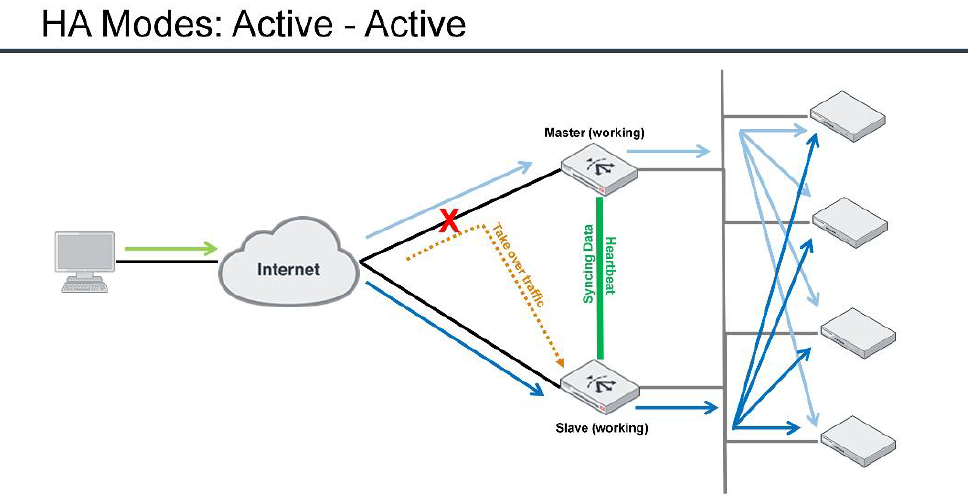 HA Modes: Active - Active
Master (working)
X
Internet
Take over traffic
Syncing Data
Heartbeat
Slave (working)